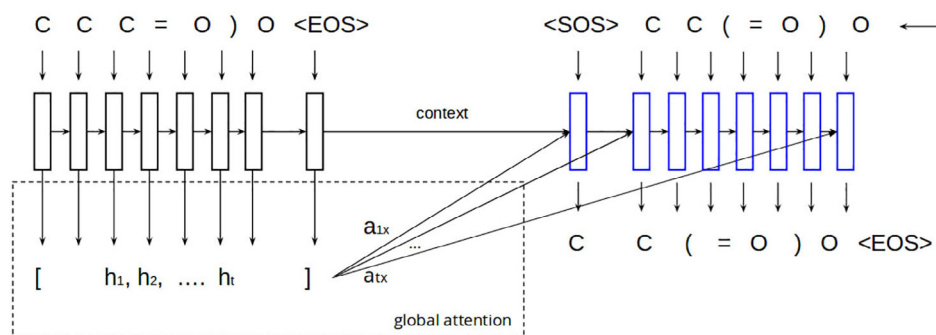 C C C = O ) O <EOS> <SOS> C C ( = O ) O
context
a1x
...
atx
C C ( = O ) O <EOS>
[ h1, h2, .... ht ]
global attention